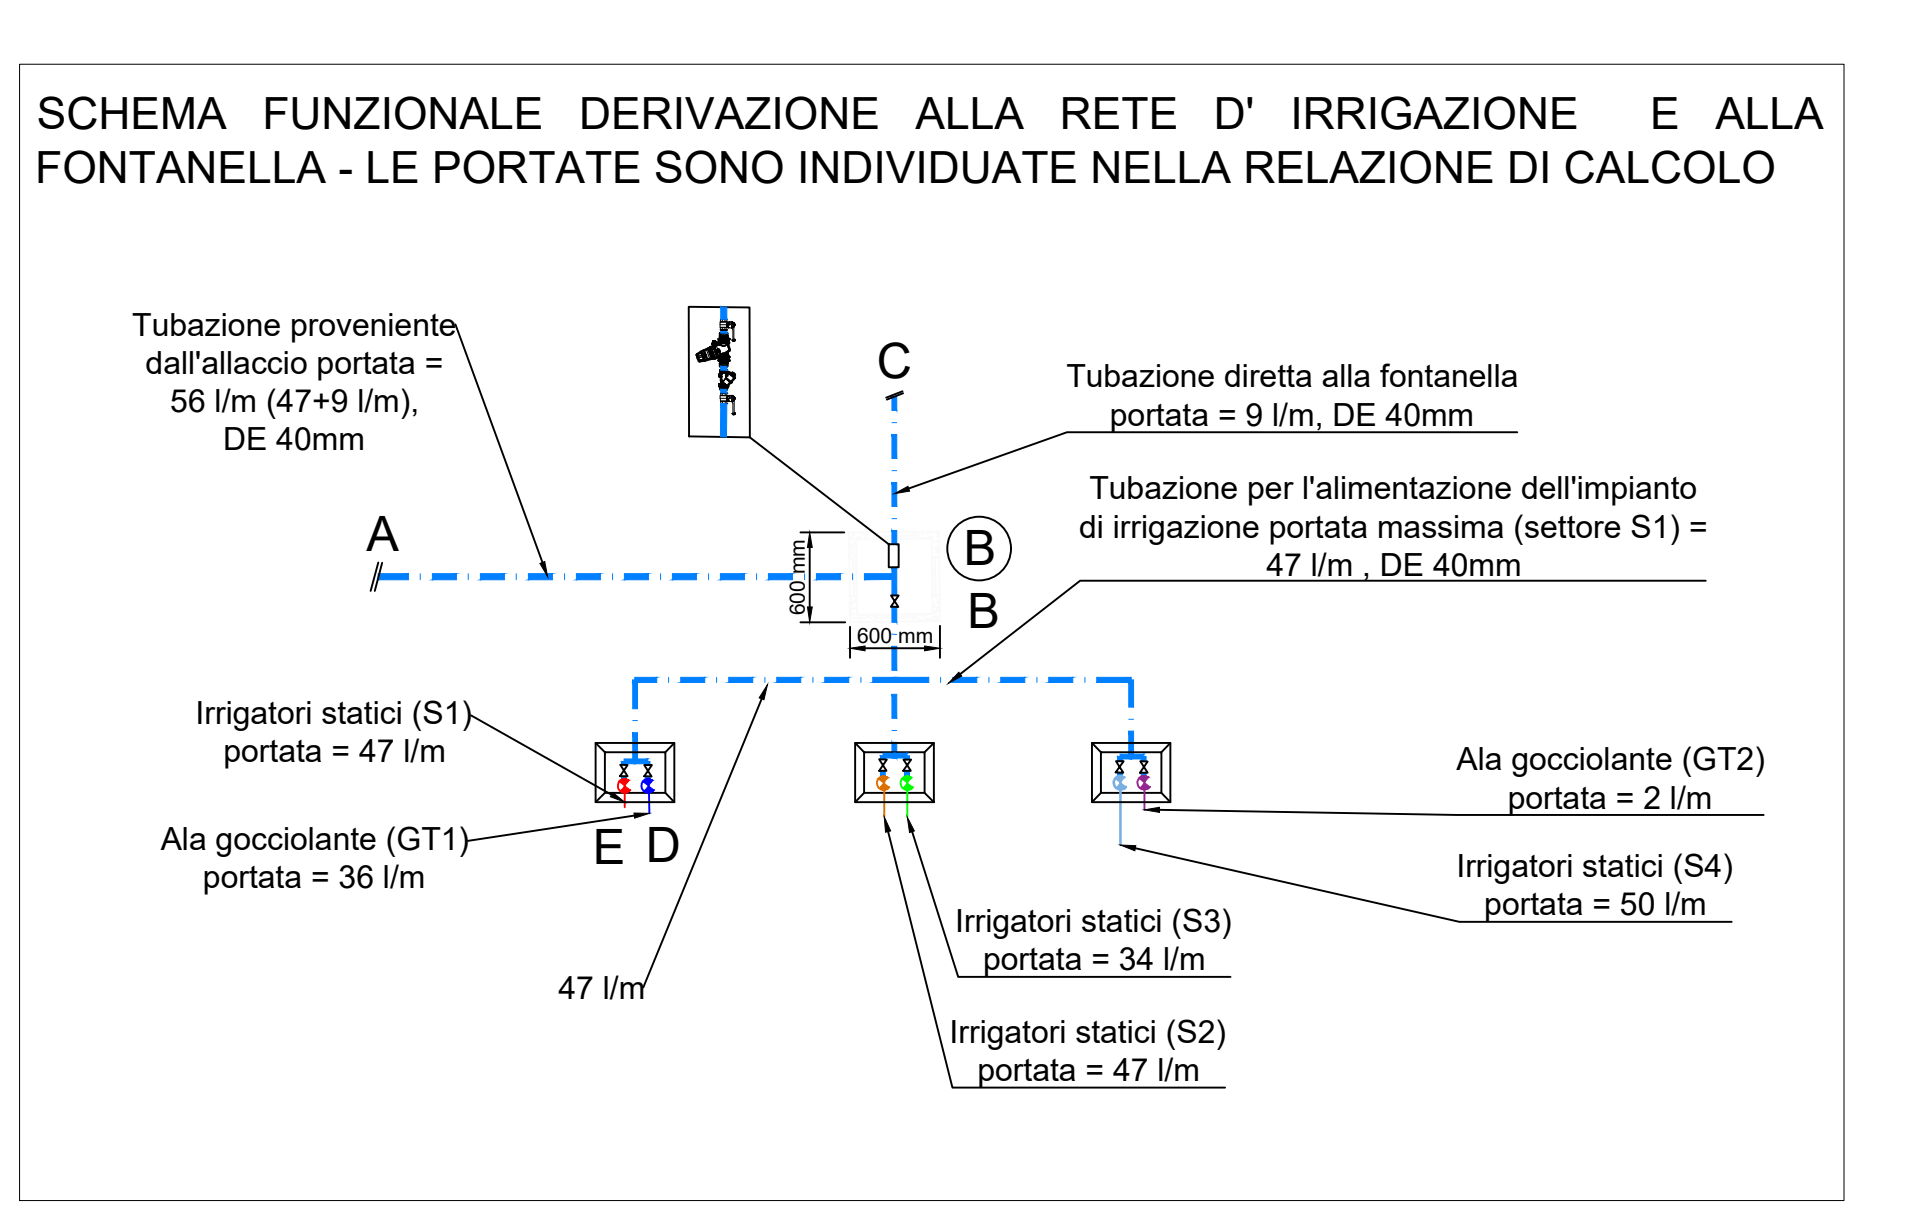 SCHEMA FUNZIONALE DERIVAZIONE ALLA RETE D' IRRIGAZIONE E ALLA
FONTANELLA - LE PORTATE SONO INDIVIDUATE NELLA RELAZIONE DI CALCOLO
Tubazione proveniente
dall'allaccio portata =
56 l/m (47+9 l/m),
DE 40mm
C
Tubazione diretta alla fontanella
portata = 9 l/m, DE 40mm
Tubazione per l'alimentazione dell'impianto
di irrigazione portata massima (settore S1) =
47 l/m , DE 40mm
A
B
B
600 mm
600 mm
Irrigatori statici (S1)
portata = 47 l/m
Ala gocciolante (GT1)
portata = 36 l/m
E D
47 l/m
Ala gocciolante (GT2)
portata = 2 l/m
Irrigatori statici (S4)
portata = 50 l/m
Irrigatori statici (S3)
portata = 34 l/m
Irrigatori statici (S2)
portata = 47 l/m